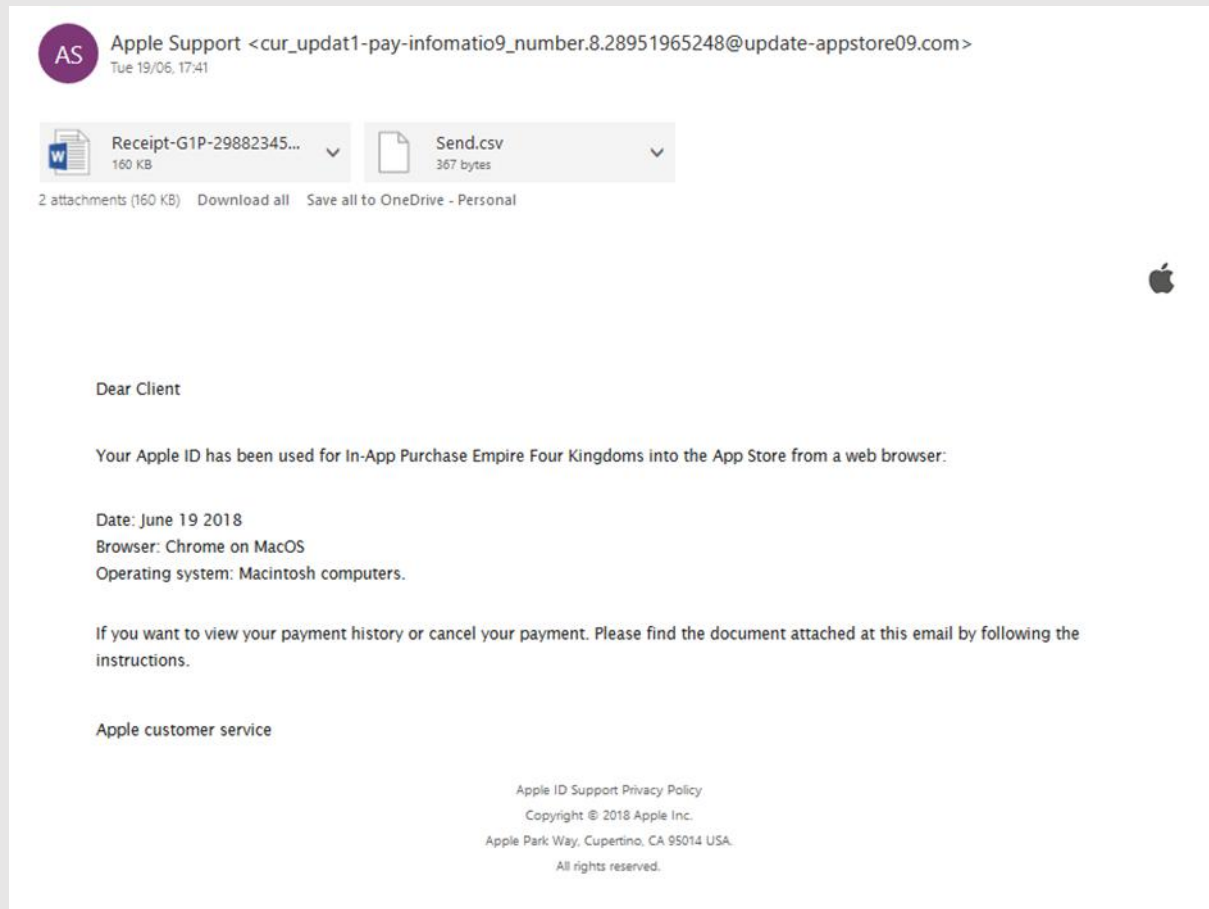 AS
Apple Support <cur_updat1-pay-infomatio9_number.8.28951965248@update-appstore09.com>
Tue 19/06, 17:41
W
Receipt-G1P-29882345...
160 KB
Send.csv
367 bytes
2 attachments (160 KB) Download all Save all to OneDrive - Personal
Dear Client
Your Apple ID has been used for In-App Purchase Empire Four Kingdoms into the App Store from a web browser:
Date: June 19 2018
Browser: Chrome on MacOS
Operating system: Macintosh computers.
If you want to view your payment history or cancel your payment. Please find the document attached at this email by following the
instructions.
Apple customer service
Apple ID Support Privacy Policy
Copyright © 2018 Apple Inc.
Apple Park Way, Cupertino, CA 95014 USA.
All rights reserved.